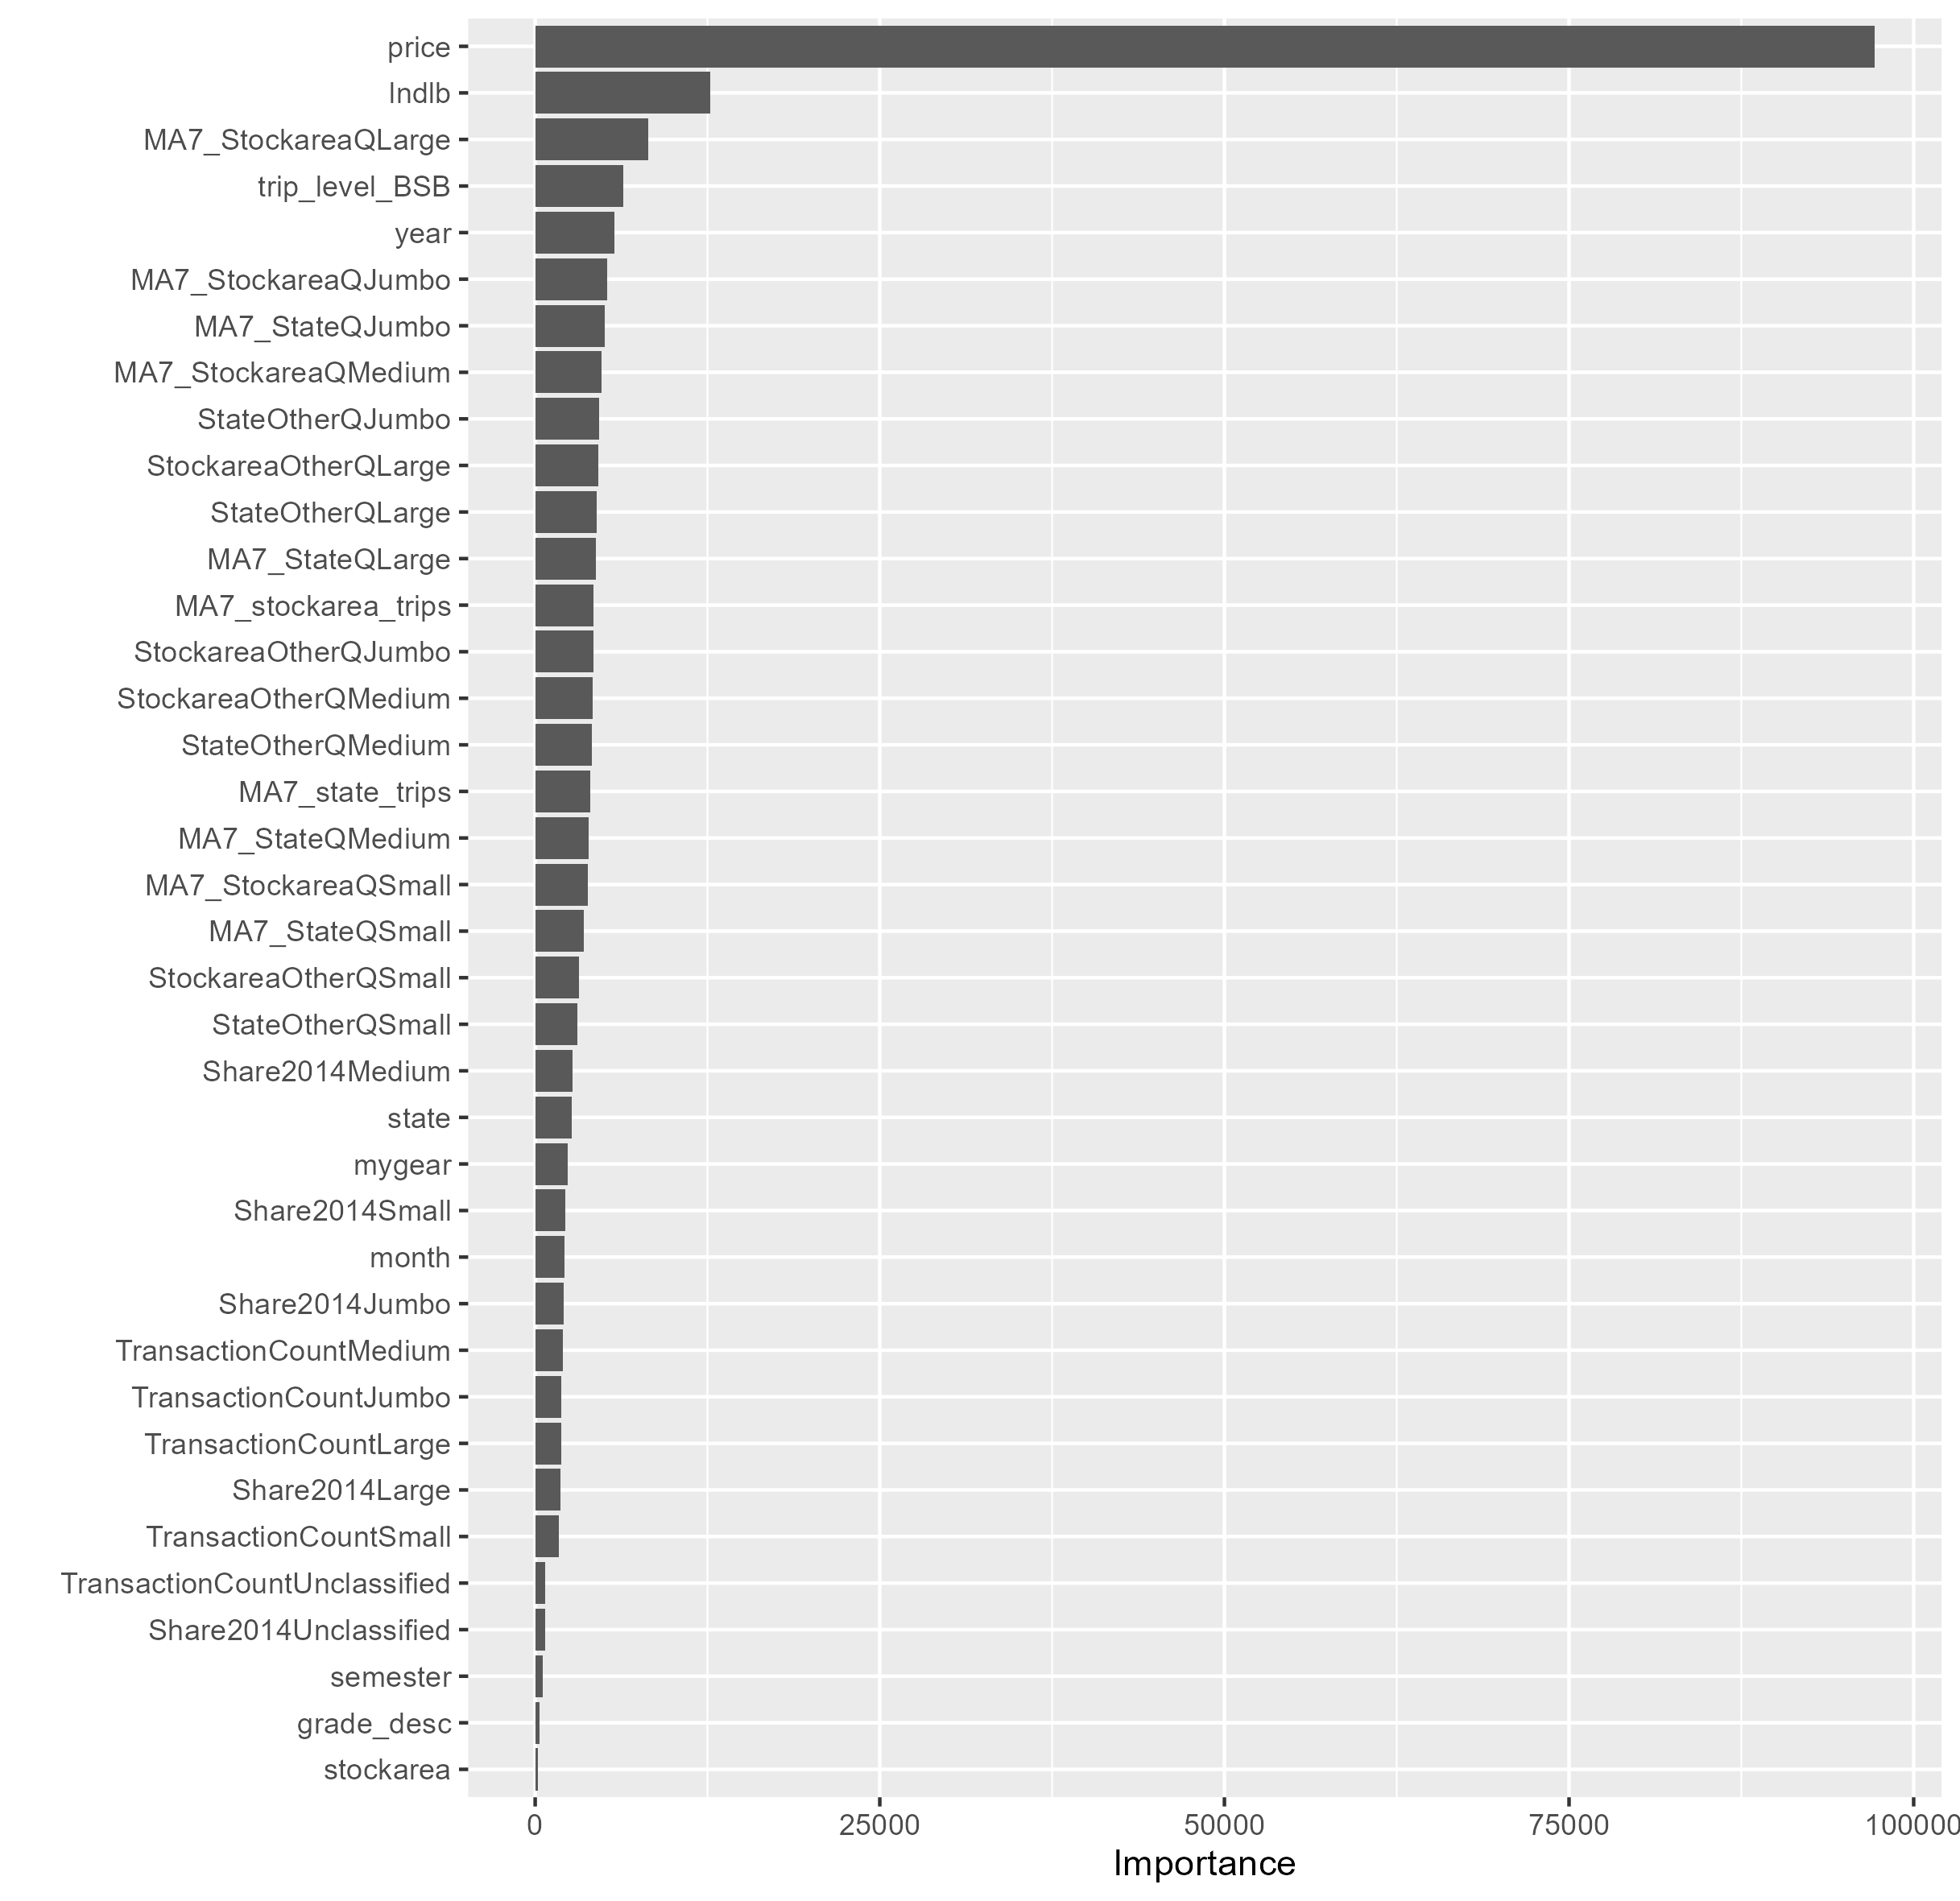 price
lndlb
MA7_StockareaQLarge
trip_level_BSB
year
MA7_StockareaQJumbo
MA7_StateQJumbo
MA7_StockareaQMedium
StateOtherQJumbo
StockareaOtherQLarge
StateOtherQLarge
MA7_StateQLarge
MA7_stockarea_trips
StockareaOtherQJumbo
StockareaOtherQMedium
StateOtherQMedium
MA7_state_trips
MA7_StateQMedium
MA7_StockareaQSmall
MA7_StateQSmall
StockareaOtherQSmall
StateOtherQSmall
Share2014Medium
state
mygear
Share2014Small
month
Share2014Jumbo
TransactionCountMedium
TransactionCountJumbo
TransactionCountLarge
Share2014Large
TransactionCountSmall
TransactionCountUnclassified
Share2014Unclassified
semester
grade_desc
stockarea
0 25000 50000 75000 100000
Importance